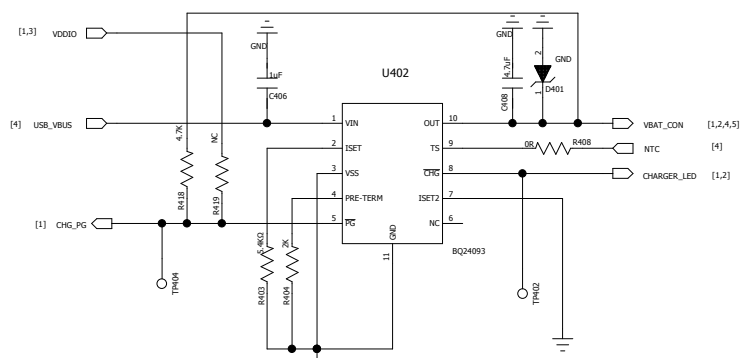 [1,3] VDDIO
GND
GND
GND
1uF
C406
U402
4.7uF
C408
2
1
D401
[4] USB_VBUS
1 VIN
OUT 10
VBAT_CON [1,2,4,5]
4.7K
NC
2 ISET
TS 9
0R
R408
NTC [4]
3 VSS
CHG 8
CHARGER_LED [1,2]
R418
R419
4 PRE-TERM
ISET2 7
[1] CHG_PG
5 PG
NC 6
GND
11
BQ24093
5.4KΩ
2K
R403
R404
TP404
TP402